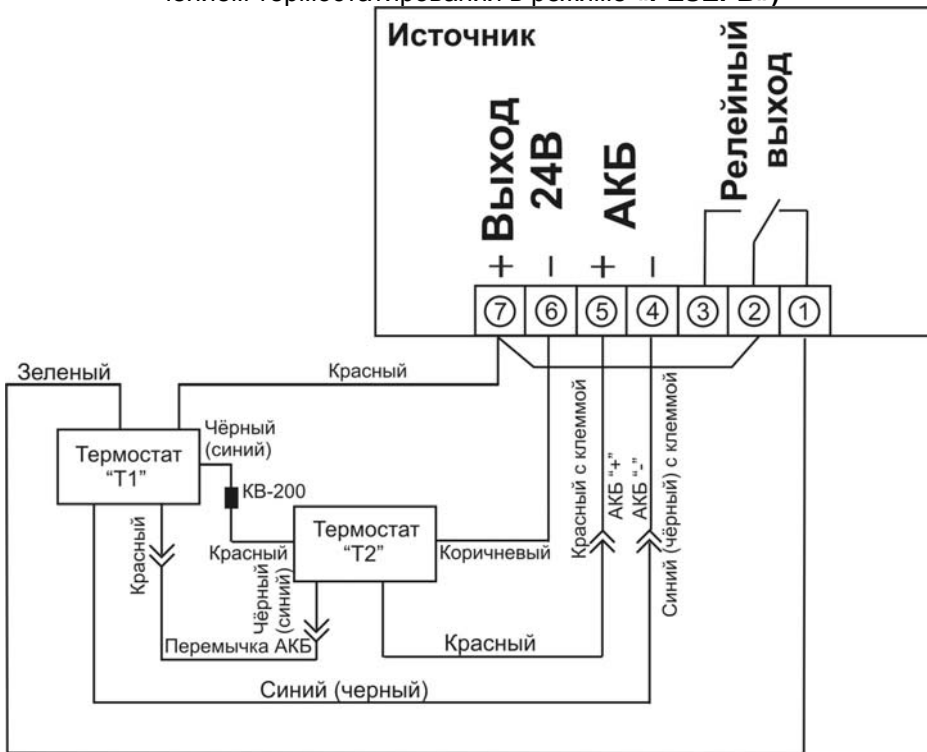 Источник
Выход
24В
АКБ
Релейный
выход
+ − + −
7 6 5 4 3 2 1
Зеленый
Красный
Чёрный
(синий)
Термостат
“Т1”
КВ-200
Термостат
“Т2”
Красный
Чёрный
(синий)
Коричневый
Красный
Перемычка АКБ
Красный
Синий (черный)
Красный с клеммой
АКБ “+”
АКБ “-”
Синий (чёрный) с клеммой